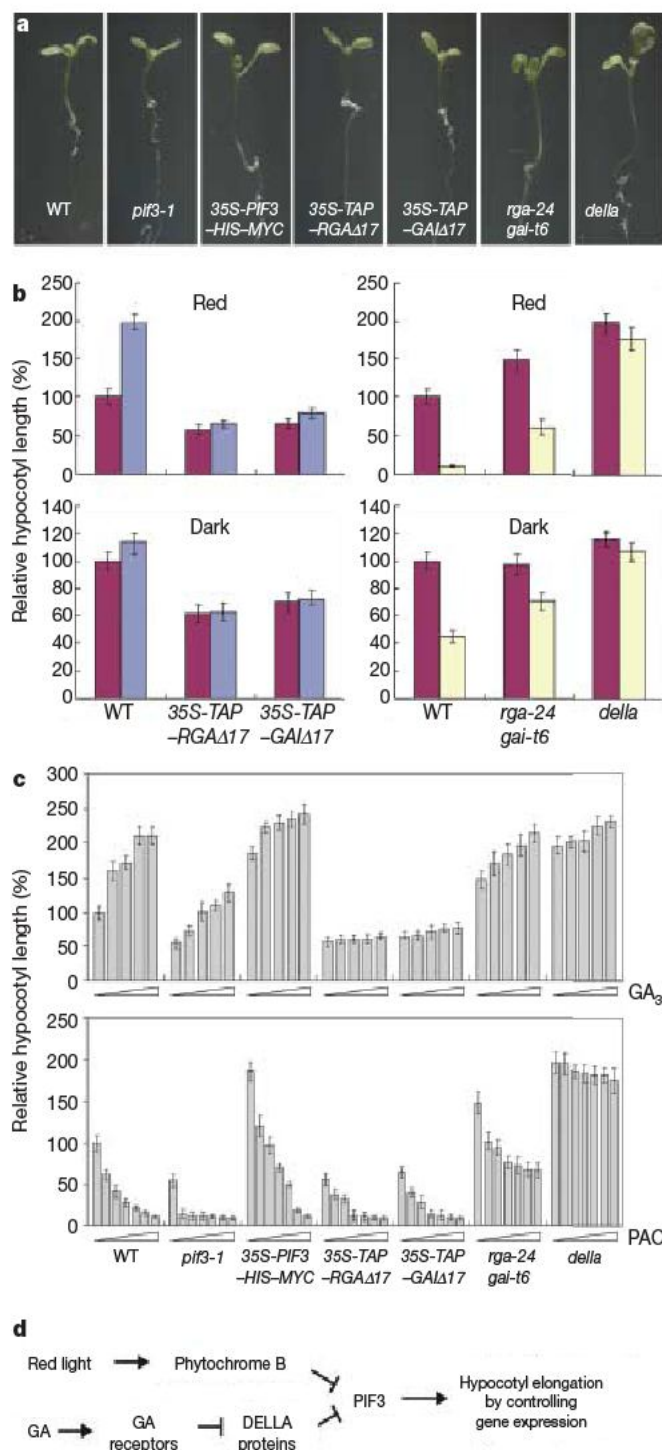 a
WT
pif3-1
35S-PIF3
–HIS–MYC
35S-TAP
–RGAΔ17
35S-TAP
–GAIΔ17
rga-24
gai-t6
della
b
Relative hypocotyl length (%)
Red
250
200
150
100
50
0
Red
250
200
150
100
50
0
Dark
140
120
100
80
60
40
20
0
Dark
140
120
100
80
60
40
20
0
WT
35S-TAP
–RGAΔ17
35S-TAP
–GAIΔ17
WT
rga-24
gai-t6
della
c
Relative hypocotyl length (%)
300
250
200
150
100
50
0
GA3
Relative hypocotyl length (%)
250
200
150
100
50
0
PAC
WT
pif3-1
35S-PIF3
–HIS–MYC
35S-TAP
–RGAΔ17
35S-TAP
–GAIΔ17
rga-24
gai-t6
della
d
Red light
Phytochrome B
PIF3
Hypocotyl elongation
by controlling
gene expression
GA
GA
receptors
DELLA
proteins